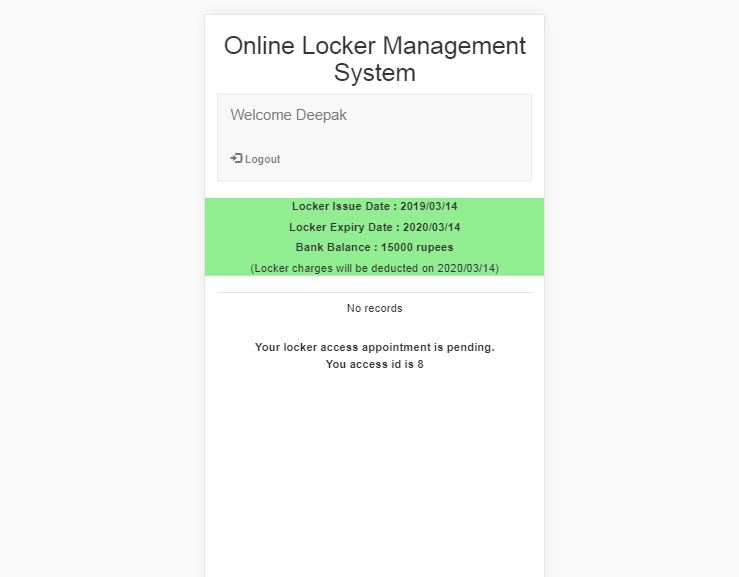 Online Locker Management
System
Welcome Deepak
Logout
Locker Issue Date : 2019/03/14
Locker Expiry Date : 2020/03/14
Bank Balance : 15000 rupees
(Locker charges will be deducted on 2020/03/14)
No records
Your locker access appointment is pending.
You access id is 8